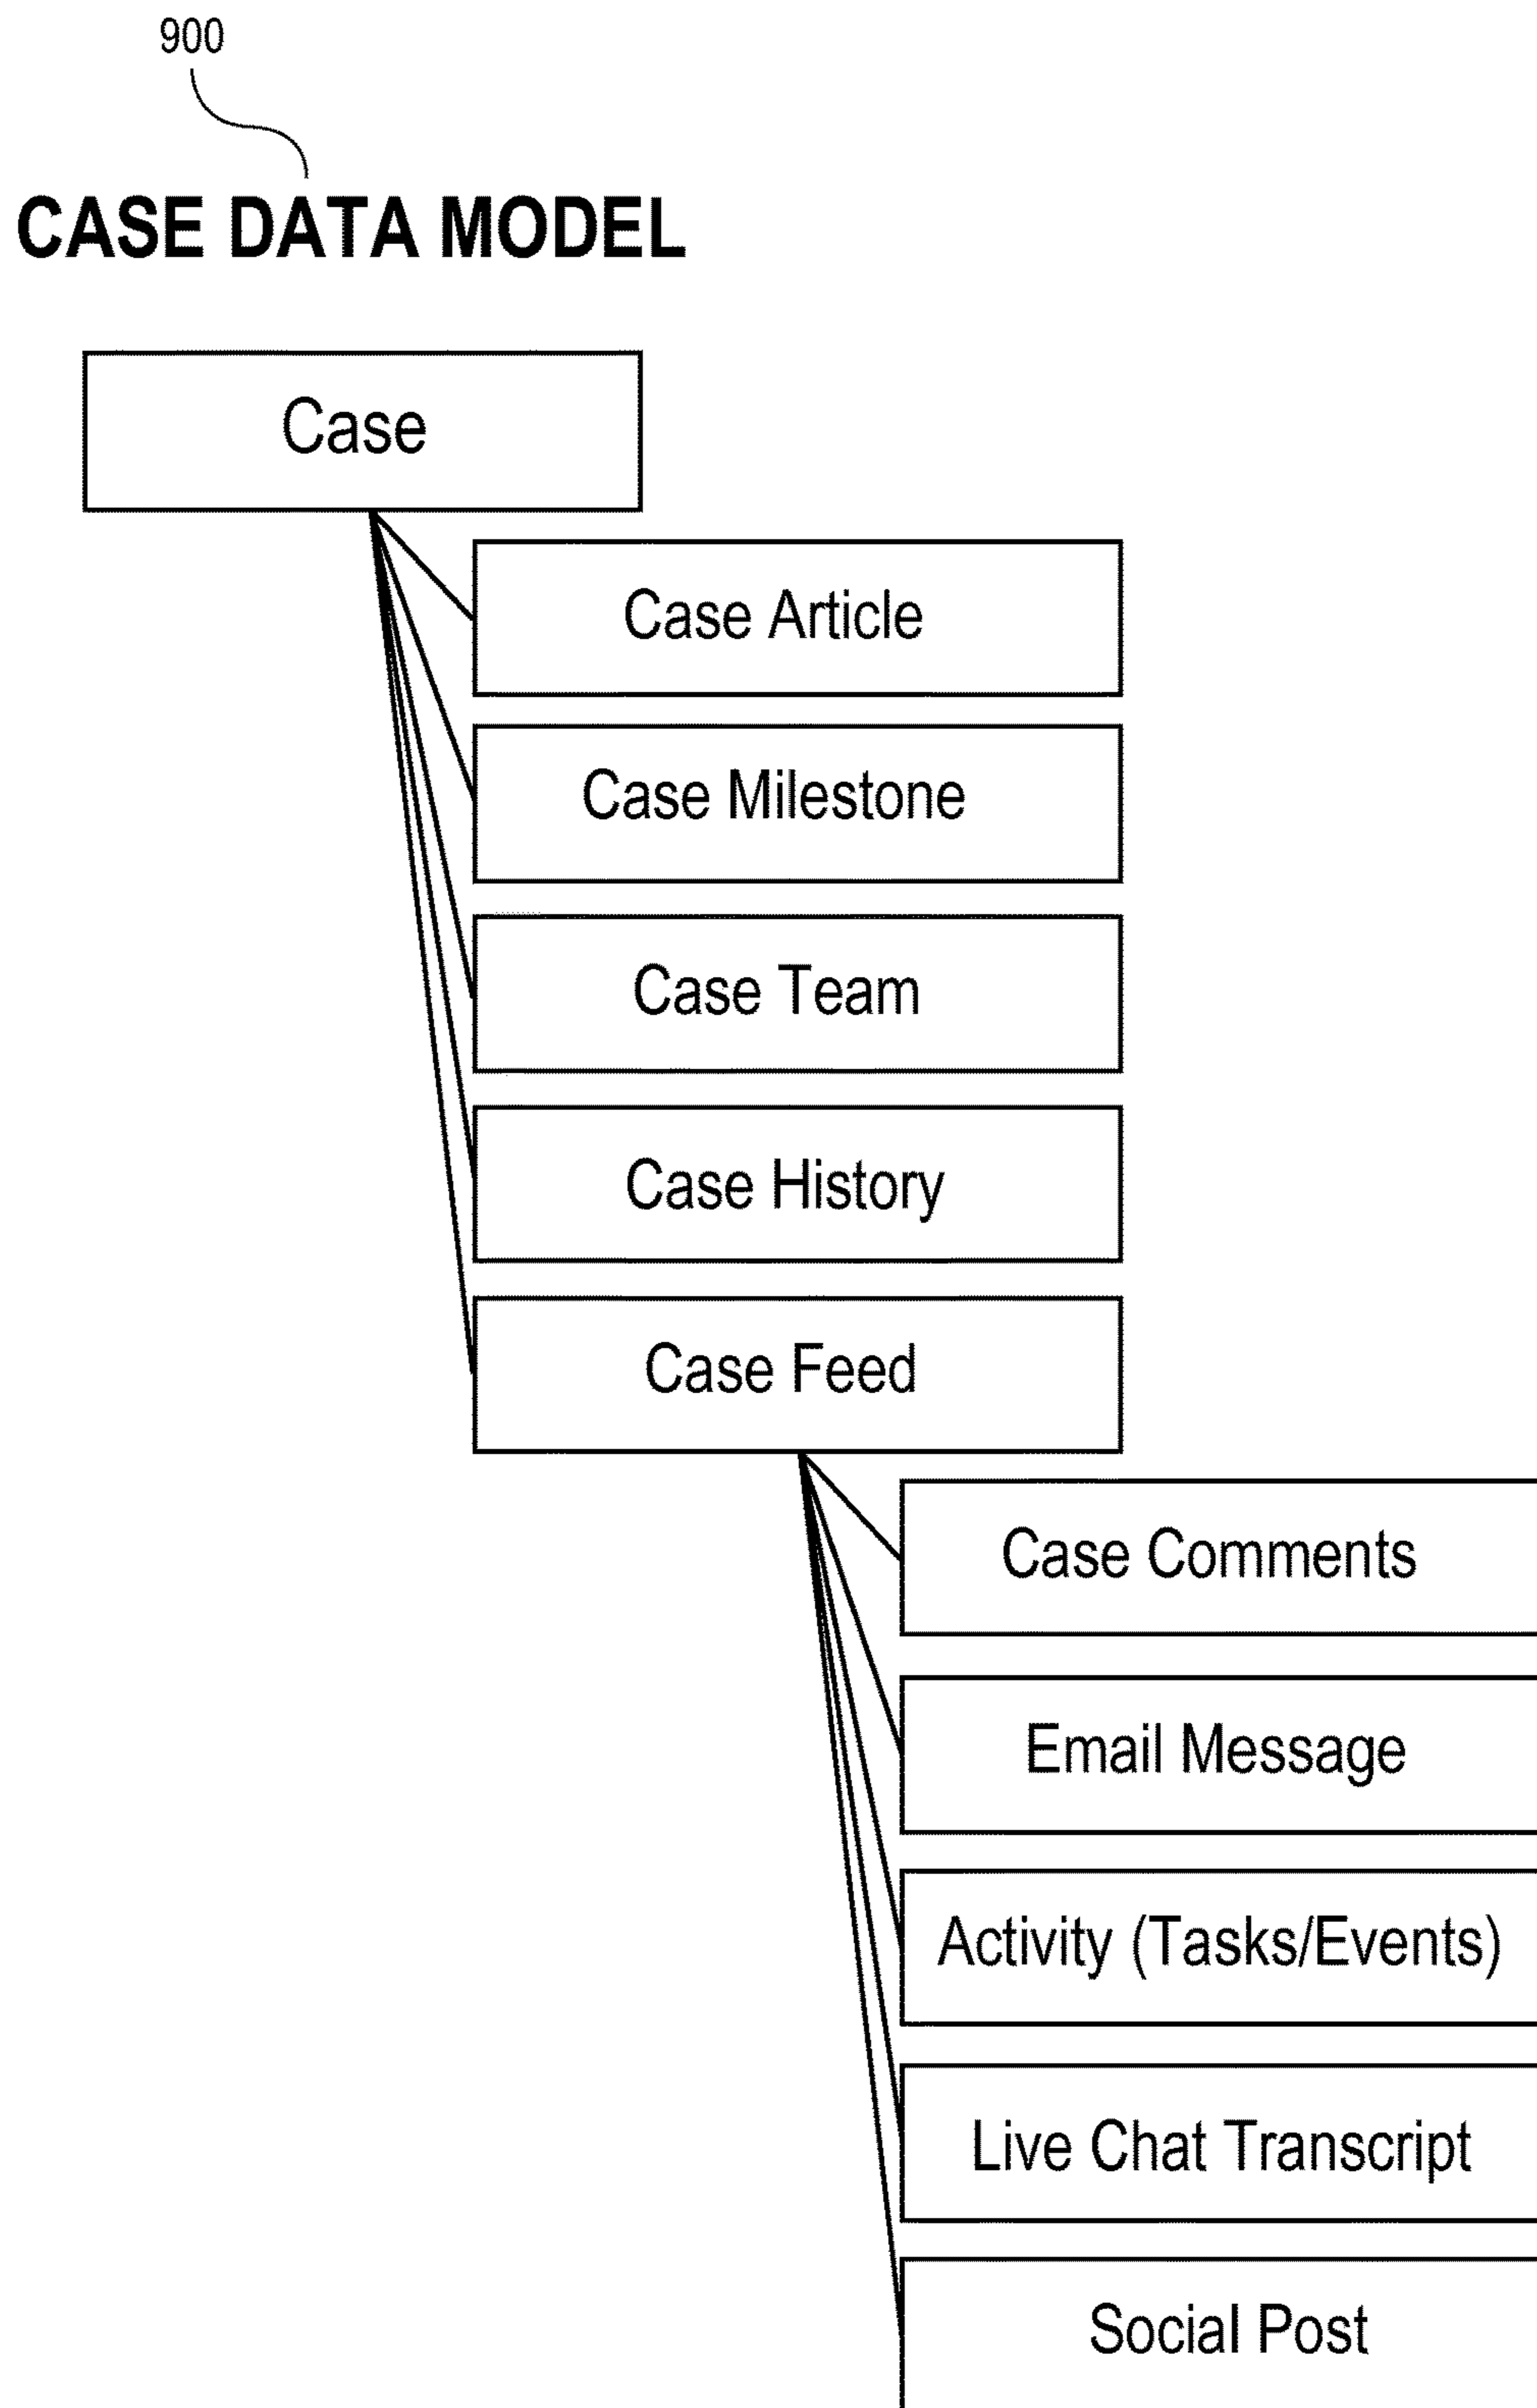 900
CASE DATA MODEL
Case
Case Article
Case Milestone
Case Team
Case History
Case Feed
Case Comments
Email Message
Activity (Tasks/Events)
Live Chat Transcript
Social Post